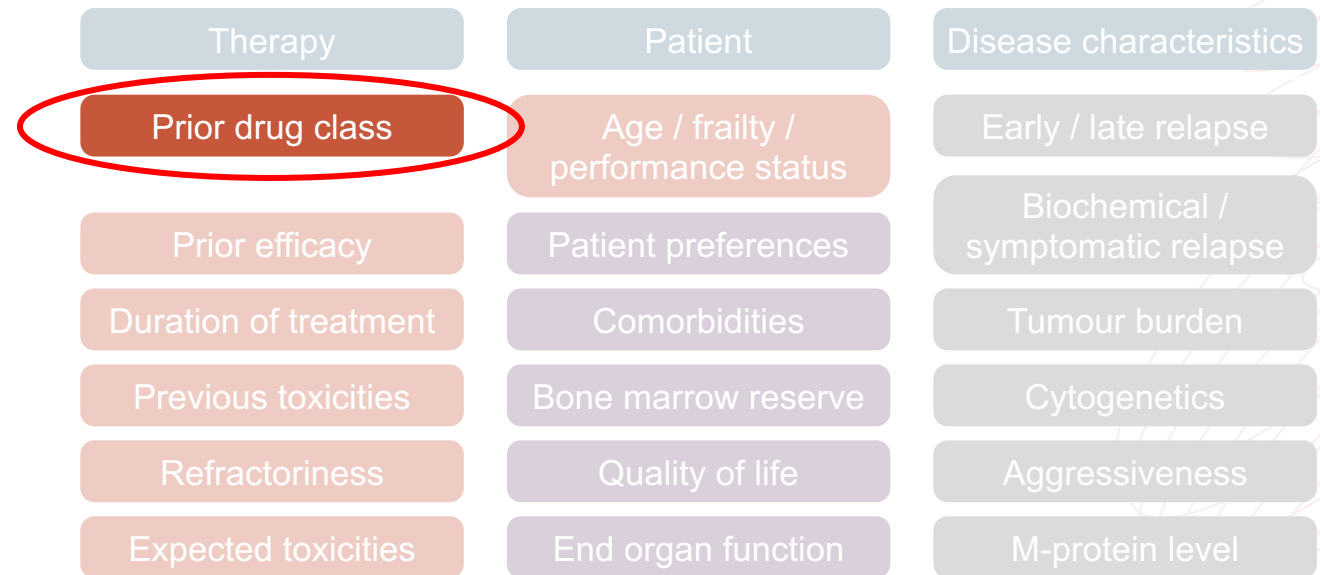 Therapy
Prior drug class
Prior efficacy
Duration of treatment
Previous toxicities
Refractoriness
Expected toxicities
Patient
Age / frailty /
performance status
Patient preferences
Comorbidities
Bone marrow reserve
Quality of life
End organ function
Disease characteristics
Early / late relapse
Biochemical /
symptomatic relapse
Tumour burden
Cytogenetics
Aggressiveness
M-protein level